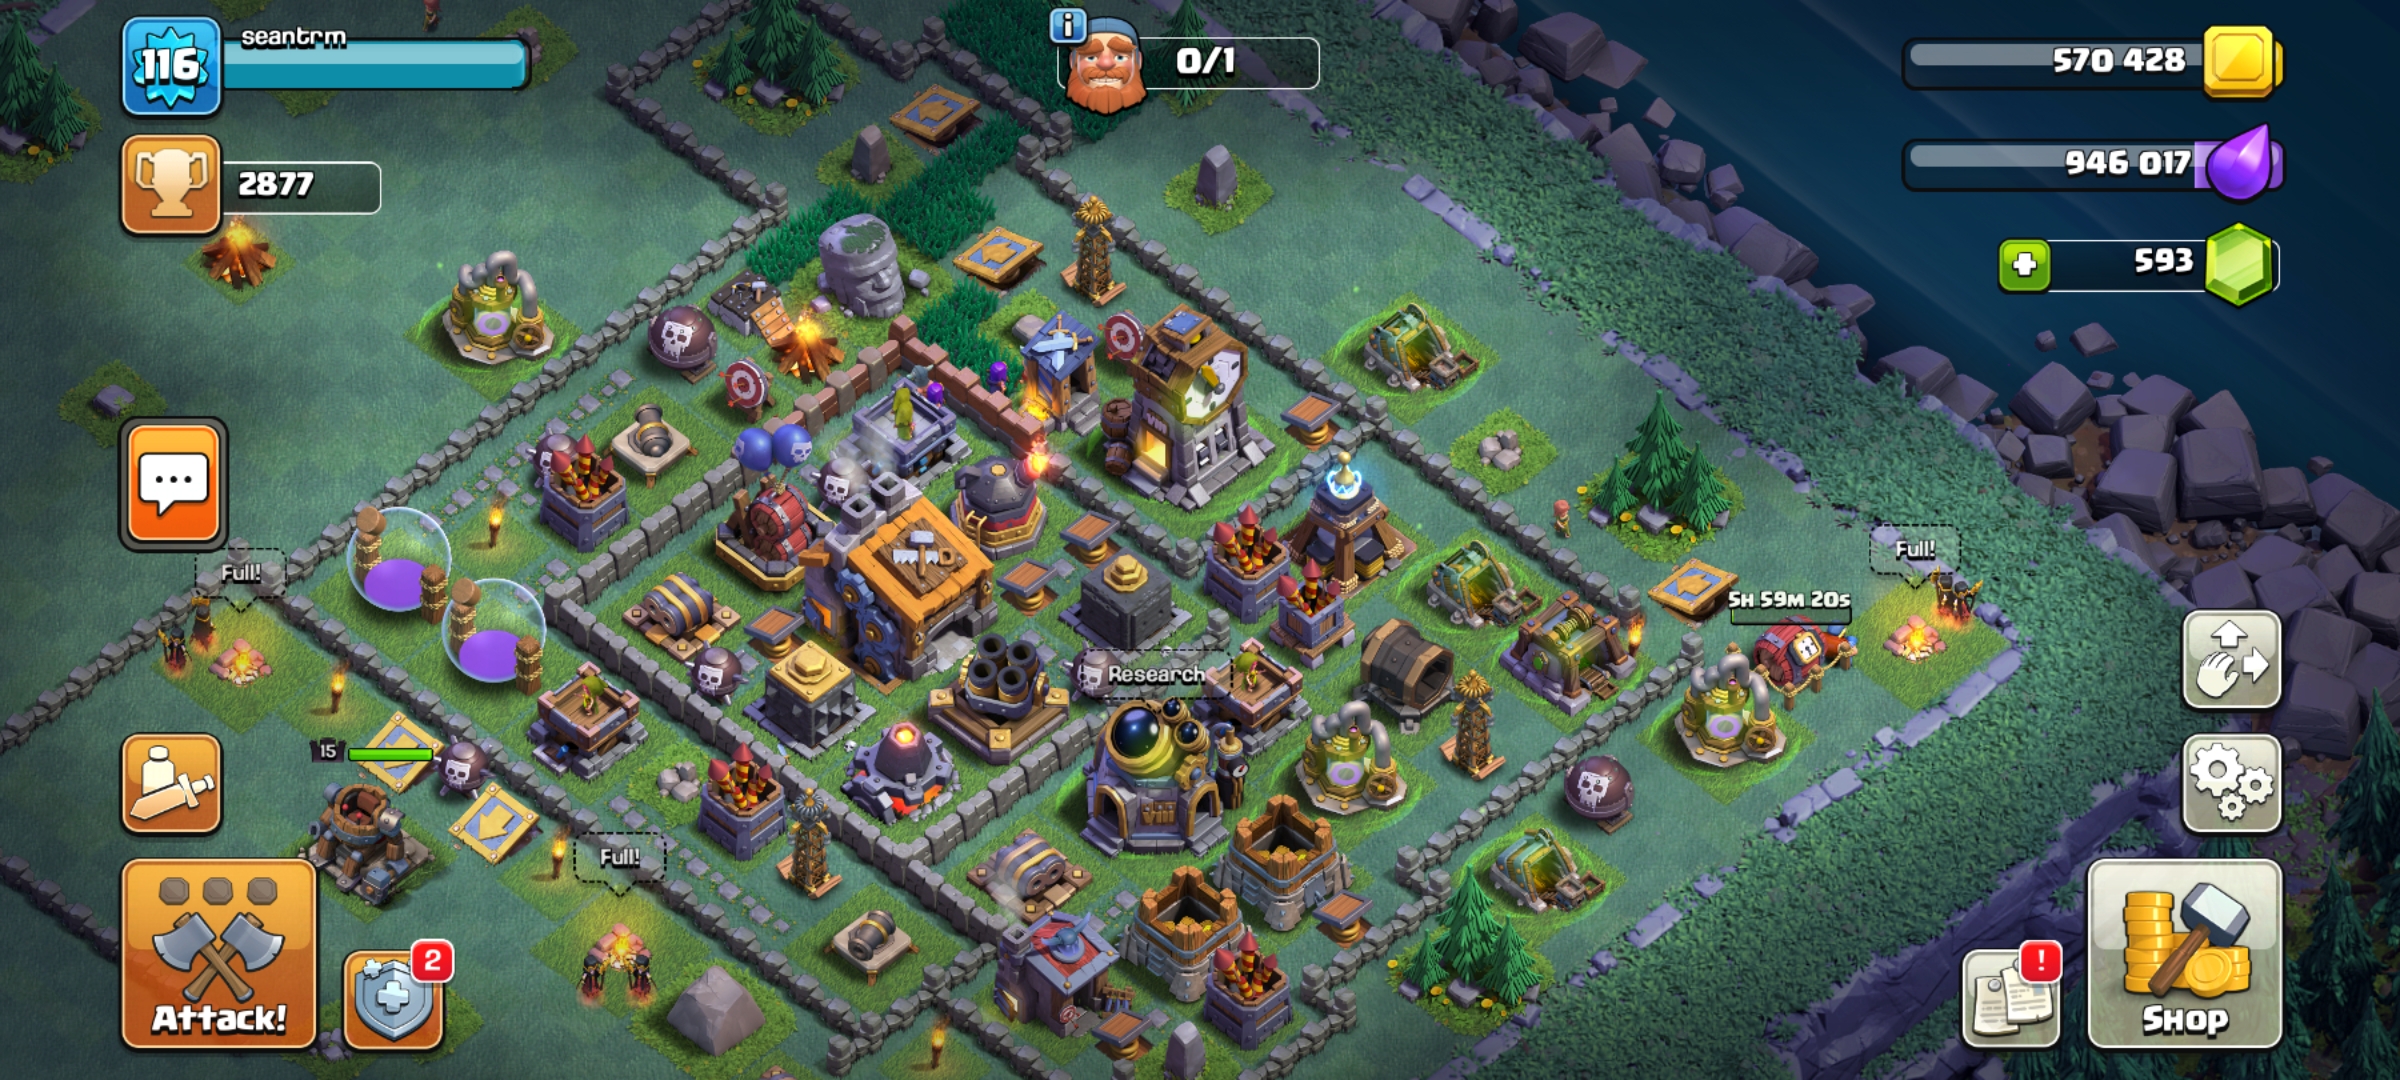 116
seantrm
0/1
570 428
2877
946 017
593
Full!
Full!
5H 59M 20s
Research
15
VIII
Full!
2
Attack!
!
Shop